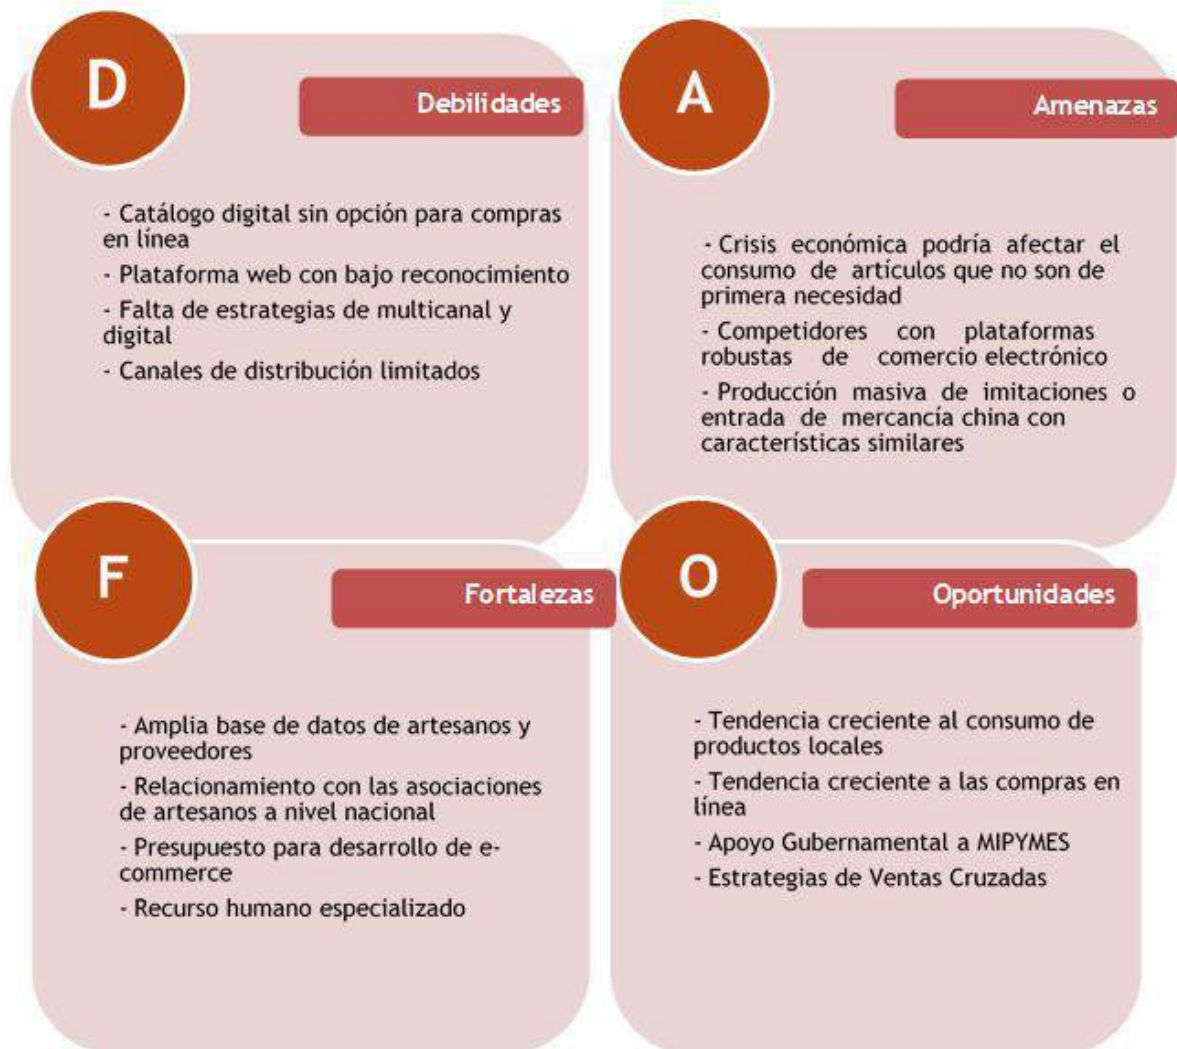 D
Debilidades
- Catálogo digital sin opción para compras
en línea
- Plataforma web con bajo reconocimiento
- Falta de estrategias de multicanal y
digital
- Canales de distribución limitados
A
Amenazas
- Crisis económica podría afectar el
consumo de artículos que no son de
primera necesidad
- Competidores con plataformas
robustas de comercio electrónico
- Producción masiva de imitaciones o
entrada de mercancía china con
características similares
F
Fortalezas
- Amplia base de datos de artesanos y
proveedores
- Relacionamiento con las asociaciones
de artesanos a nivel nacional
- Presupuesto para desarrollo de e-
commerce
- Recurso humano especializado
O
Oportunidades
- Tendencia creciente al consumo de
productos locales
- Tendencia creciente a las compras en
línea
- Apoyo Gubernamental a MIPYMES
- Estrategias de Ventas Cruzadas